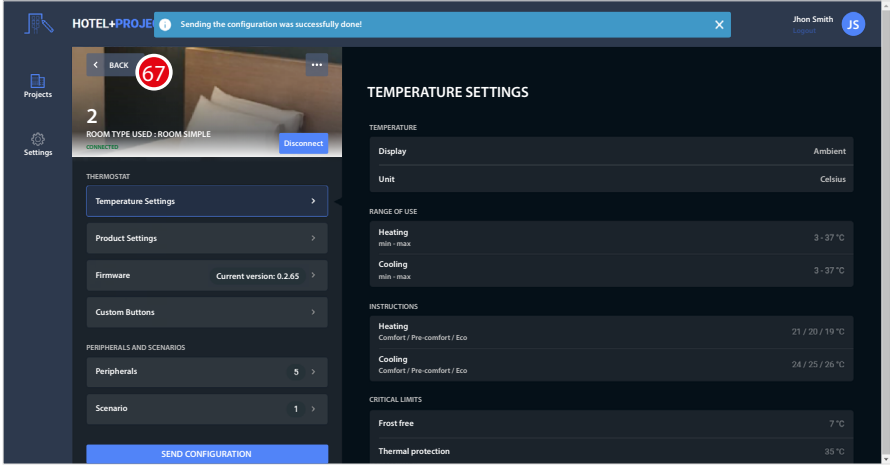 HOTEL+PROJE
Sending the configuration was successfully done!
Jhon Smith
Logout
JS
BACK
67
Projects
Settings
2
ROOM TYPE USED : ROOM SIMPLE
CONNECTED
Disconnect
THERMOSTAT
Temperature Settings
Product Settings
Firmware
Current version: 0.2.65
Custom Buttons
PERIPHERALS AND SCENARIOS
Peripherals
5
Scenario
1
SEND CONFIGURATION
TEMPERATURE SETTINGS
TEMPERATURE
Display
Ambient
Unit
Celsius
RANGE OF USE
Heating
min - max
3 - 37 °C
Cooling
min - max
3 - 37 °C
INSTRUCTIONS
Heating
Comfort / Pre-comfort / Eco
21 / 20 / 19 °C
Cooling
Comfort / Pre-comfort / Eco
24 / 25 / 26 °C
CRITICAL LIMITS
Frost free
7 °C
Thermal protection
35 °C